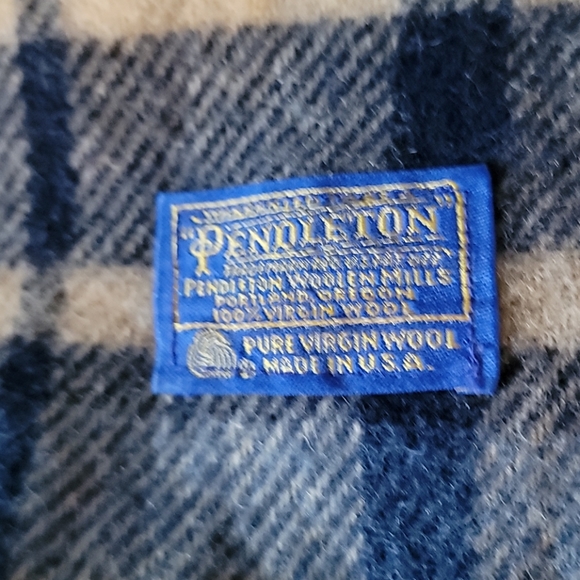 "PENDLETON"
PENDLETON WOOLEN MILLS
PORTLAND, OREGON
100% VIRGIN WOOL
PURE VIRGIN WOOL
MADE IN U.S.A.